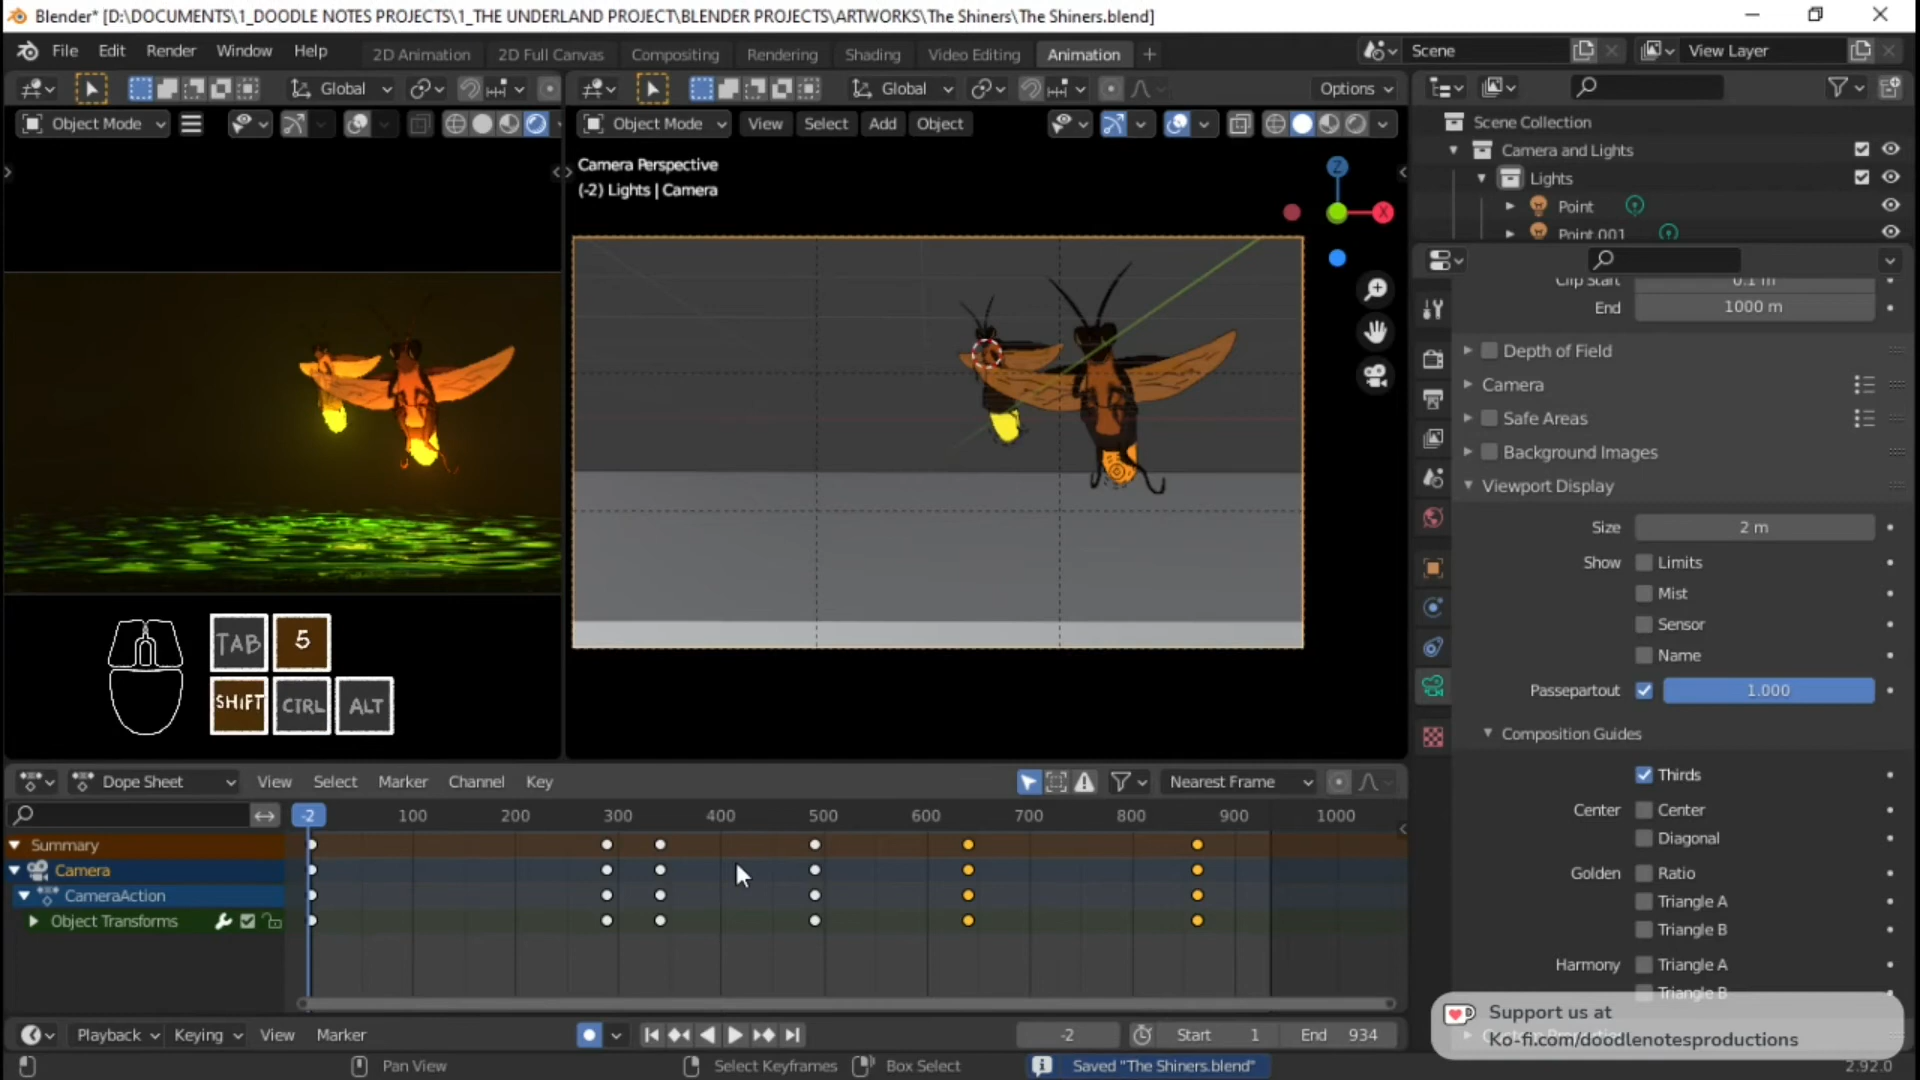 Blender* [D:\DOCUMENTS\1_DOODLE NOTES PROJECTS\1_THE UNDERLAND PROJECT\BLENDER PROJECTS\ARTWORKS\The Shiners\The Shiners.blend]
File Edit Render Window Help 2D Animation 2D Full Canvas Compositing Rendering Shading Video Editing Animation Scene View Layer
Global Global Options
Object Mode Object Mode View Select Add Object
Scene Collection
Camera and Lights
Lights
Point
Point.001
Camera Perspective
(-2) Lights | Camera
Z
X
Clip Start 0.1 m
End 1000 m
Depth of Field
Camera
Safe Areas
Background Images
Viewport Display
Size 2 m
Show Limits
Mist
Sensor
Name
Passepartout 1.000
Composition Guides
Thirds
Center Center
Diagonal
Golden Ratio
Triangle A
Triangle B
Harmony Triangle A
Triangle B
TAB 5
SHIFT CTRL ALT
Dope Sheet View Select Marker Channel Key Nearest Frame
-2 100 200 300 400 500 600 700 800 900 1000
Summary
Camera
CameraAction
Object Transforms
Support us at
Ko-fi.com/doodlenotesproductions
Playback Keying View Marker -2 Start 1 End 934
Pan View Select Keyframes Box Select Saved "The Shiners.blend" 2.92.0